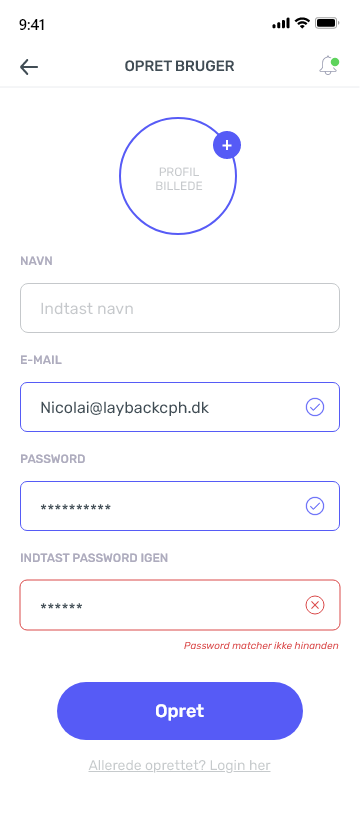 9:41
OPRET BRUGER
+
PROFIL
BILLEDE
NAVN
Indtast navn
E-MAIL
Nicolai@laybackcph.dk
PASSWORD
**********
INDTAST PASSWORD IGEN
******
Password matcher ikke hinanden
Opret
Allerede oprettet? Login her